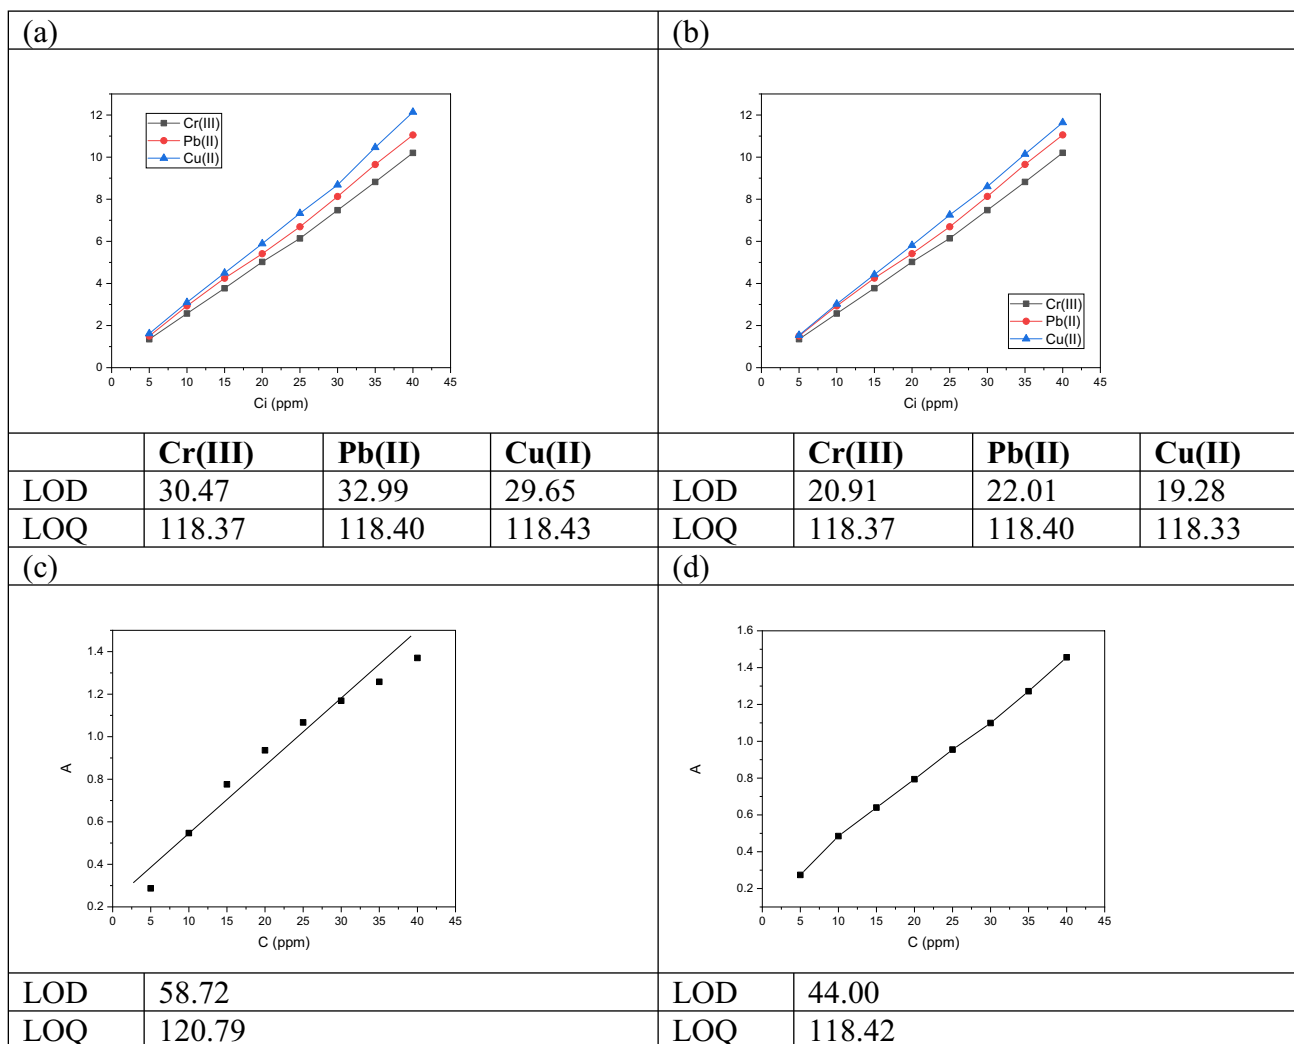 (a)
(b)
Cr(III)
Pb(II)
Cu(II)
12
10
8
6
4
2
0
0 5 10 15 20 25 30 35 40 45
Ci (ppm)
Cr(III)
Pb(II)
Cu(II)
12
10
8
6
4
2
0
0 5 10 15 20 25 30 35 40 45
Ci (ppm)
Cr(III) Pb(II) Cu(II)
LOD 30.47 32.99 29.65
LOQ 118.37 118.40 118.43
Cr(III) Pb(II) Cu(II)
LOD 20.91 22.01 19.28
LOQ 118.37 118.40 118.33
(c)
(d)
1.4
1.2
1.0
0.8
0.6
0.4
0.2
A
0 5 10 15 20 25 30 35 40 45
C (ppm)
1.6
1.4
1.2
1.0
0.8
0.6
0.4
0.2
A
0 5 10 15 20 25 30 35 40 45
C (ppm)
LOD 58.72
LOQ 120.79
LOD 44.00
LOQ 118.42